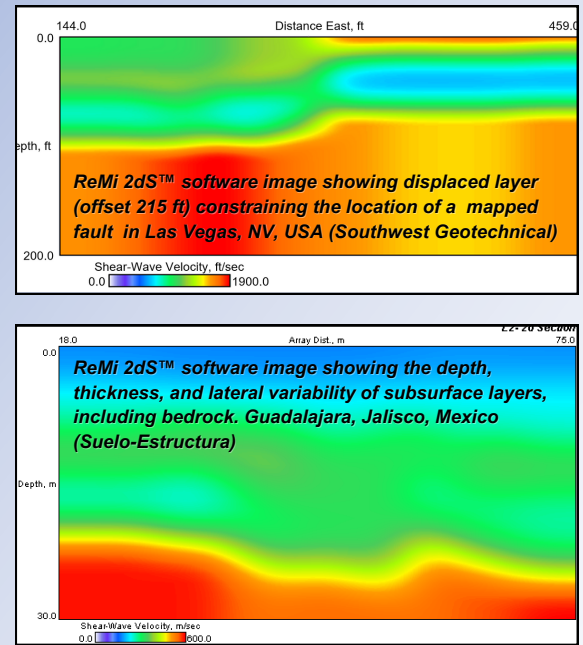 144.0 Distance East, ft 459.0
0.0
epth, ft
ReMi 2dS™ software image showing displaced layer
(offset 215 ft) constraining the location of a mapped
fault in Las Vegas, NV, USA (Southwest Geotechnical)
200.0
Shear-Wave Velocity, ft/sec
0.0 1900.0
18.0 Array Dist., m 75.0
0.0
ReMi 2dS™ software image showing the depth,
thickness, and lateral variability of subsurface layers,
including bedrock. Guadalajara, Jalisco, Mexico
(Suelo-Estructura)
Depth, m
30.0
Shear-Wave Velocity, m/sec
0.0 600.0